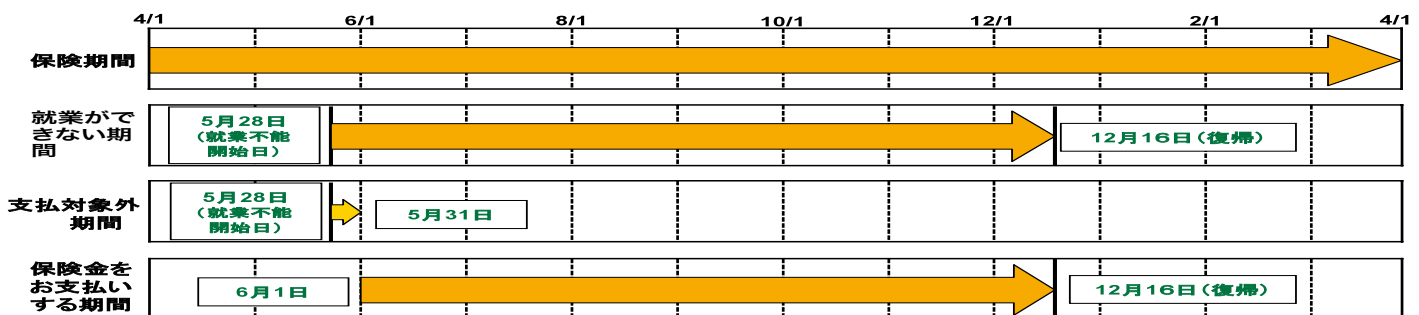 4/1 6/1 8/1 10/1 12/1 2/1 4/1
保険期間
就業がで
きない期
間
5月28日
(就業不能
開始日)
12月16日(復帰)
支払対象外
期間
5月28日
(就業不能
開始日)
5月31日
保険金を
お支払い
する期間
6月1日
12月16日(復帰)